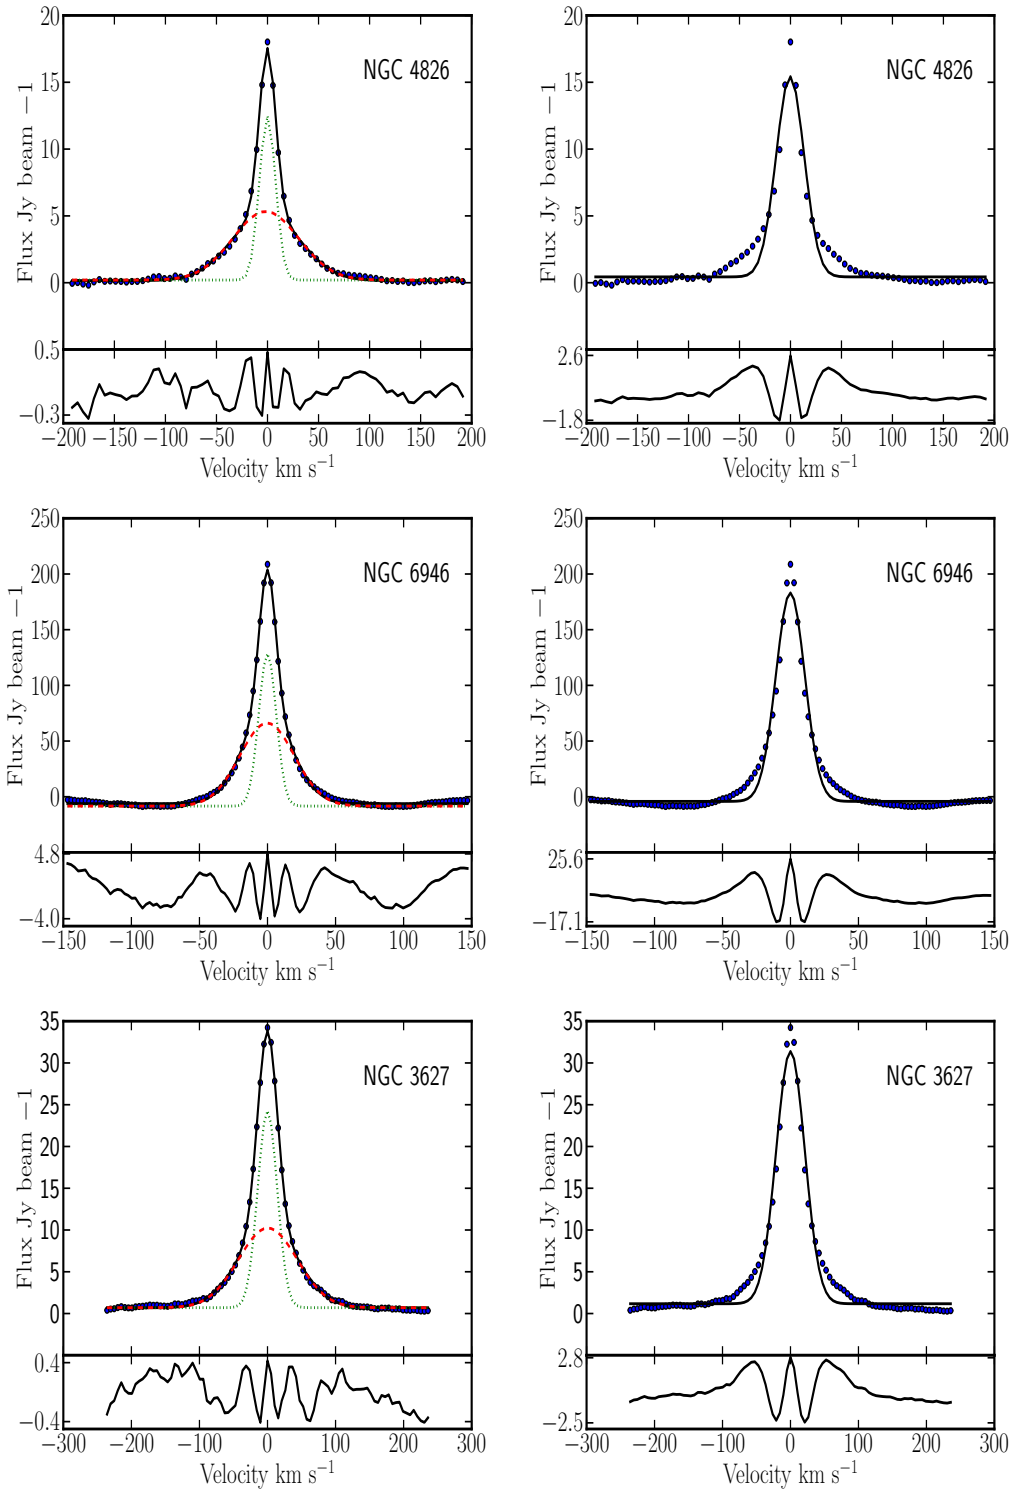 20
15
10
5
0
Flux Jy beam −1
NGC 4826
0.5
−0.3
−200 −150 −100 −50 0 50 100 150 200
Velocity km s−1
20
15
10
5
0
Flux Jy beam −1
NGC 4826
2.6
−1.8
−200 −150 −100 −50 0 50 100 150 200
Velocity km s−1
250
200
150
100
50
0
Flux Jy beam −1
NGC 6946
4.8
−4.0
−150 −100 −50 0 50 100 150
Velocity km s−1
250
200
150
100
50
0
Flux Jy beam −1
NGC 6946
25.6
−17.1
−150 −100 −50 0 50 100 150
Velocity km s−1
35
30
25
20
15
10
5
0
Flux Jy beam −1
NGC 3627
0.4
−0.4
−300 −200 −100 0 100 200 300
Velocity km s−1
35
30
25
20
15
10
5
0
Flux Jy beam −1
NGC 3627
2.8
−2.5
−300 −200 −100 0 100 200 300
Velocity km s−1